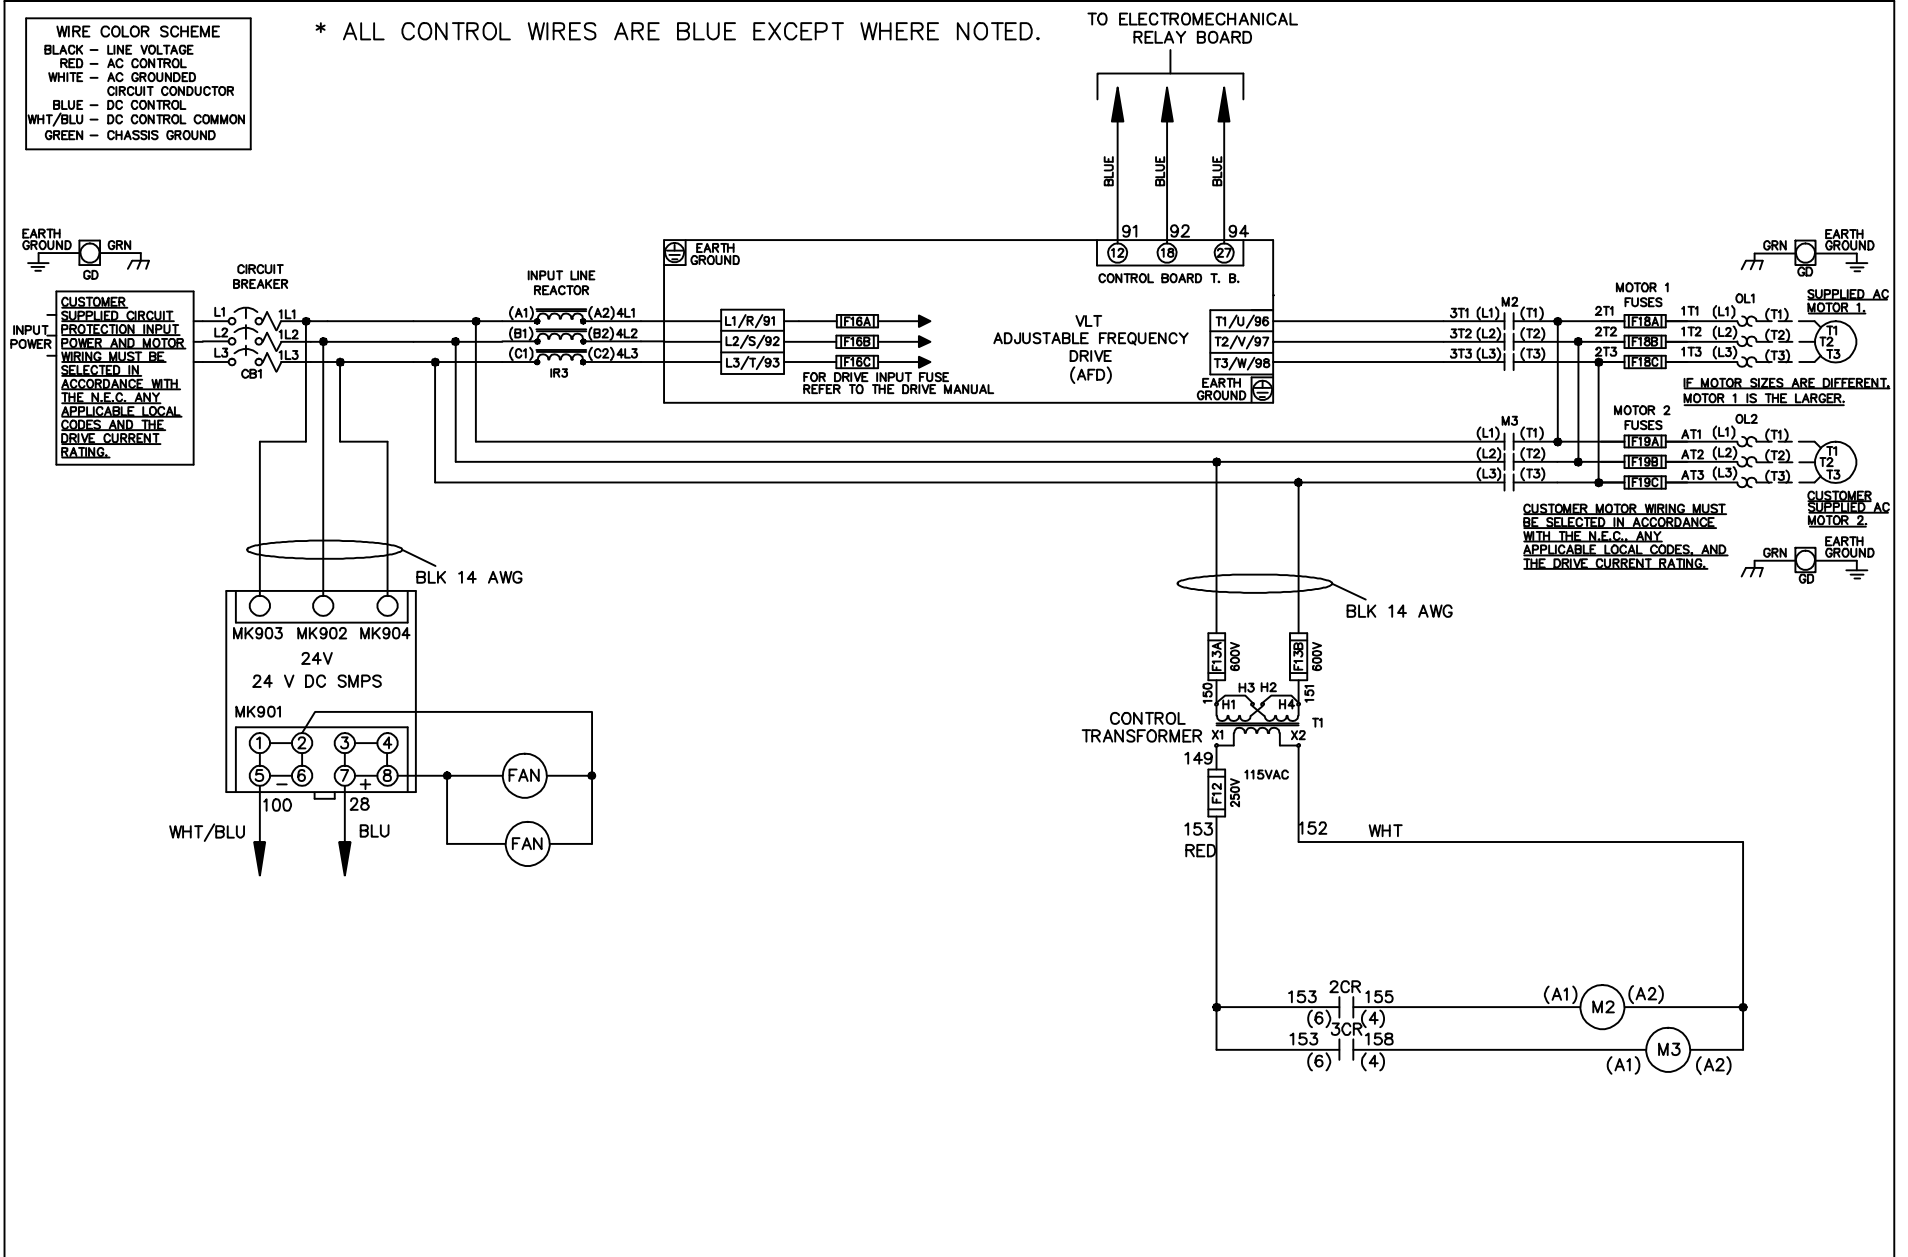 WIRE COLOR SCHEME
BLACK – LINE VOLTAGE
RED – AC CONTROL
WHITE – AC GROUNDED
CIRCUIT CONDUCTOR
BLUE – DC CONTROL
WHT/BLU – DC CONTROL COMMON
GREEN – CHASSIS GROUND
* ALL CONTROL WIRES ARE BLUE EXCEPT WHERE NOTED.
TO ELECTROMECHANICAL
RELAY BOARD
BLUE
BLUE
BLUE
91 92 94
12 18 27
CONTROL BOARD T. B.
EARTH
GROUND
GRN
GD
CUSTOMER
SUPPLIED CIRCUIT
PROTECTION INPUT
POWER AND MOTOR
WIRING MUST BE
SELECTED IN
ACCORDANCE WITH
THE N.E.C. ANY
APPLICABLE LOCAL
CODES AND THE
DRIVE CURRENT
RATING.
INPUT
POWER
CIRCUIT
BREAKER
L1 1L1
L2 1L2
L3 1L3
CB1
INPUT LINE
REACTOR
(A1) (A2) 4L1
(B1) (B2) 4L2
(C1) (C2) 4L3
IR3
EARTH
GROUND
L1/R/91 F16A
L2/S/92 F16B
L3/T/93 F16C
FOR DRIVE INPUT FUSE
REFER TO THE DRIVE MANUAL
VLT
ADJUSTABLE FREQUENCY
DRIVE
(AFD)
T1/U/96
T2/V/97
T3/W/98
EARTH
GROUND
M2
3T1 (L1) (T1)
3T2 (L2) (T2)
3T3 (L3) (T3)
MOTOR 1
FUSES
2T1 F18A 1T1 (L1) (T1)
2T2 F18B 1T2 (L2) (T2)
2T3 F18C 1T3 (L3) (T3)
OL1
GRN
GD
EARTH
GROUND
SUPPLIED AC
MOTOR 1.
T1
T2
T3
IF MOTOR SIZES ARE DIFFERENT,
MOTOR 1 IS THE LARGER.
M3
(L1) (T1)
(L2) (T2)
(L3) (T3)
MOTOR 2
FUSES
F19A AT1 (L1) (T1)
F19B AT2 (L2) (T2)
F19C AT3 (L3) (T3)
OL2
T1
T2
T3
CUSTOMER
SUPPLIED AC
MOTOR 2.
CUSTOMER MOTOR WIRING MUST
BE SELECTED IN ACCORDANCE
WITH THE N.E.C., ANY
APPLICABLE LOCAL CODES, AND
THE DRIVE CURRENT RATING.
GRN
GD
EARTH
GROUND
BLK 14 AWG
MK903 MK902 MK904
24V
24 V DC SMPS
MK901
1 2 3 4
5 – 6 7 + 8
100 28
WHT/BLU BLU
FAN
FAN
BLK 14 AWG
F13A 600V
F13B 600V
150 151
H3 H2
H1 H4
T1
CONTROL
TRANSFORMER
X1 X2
149
115VAC
F12 250V
153
RED
152 WHT
2CR
153 155
(6) (4)
(A1) M2 (A2)
3CR
153 158
(6) (4)
(A1) M3 (A2)